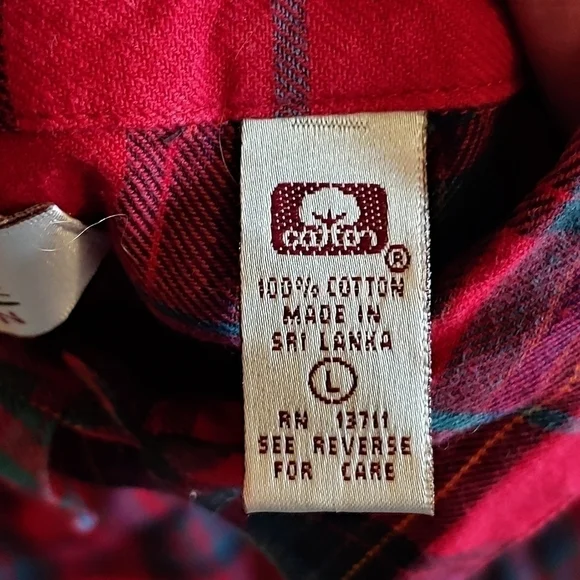 cotton
®
100% COTTON
MADE IN
SRI LANKA
L
RN 13711
SEE REVERSE
FOR CARE
N